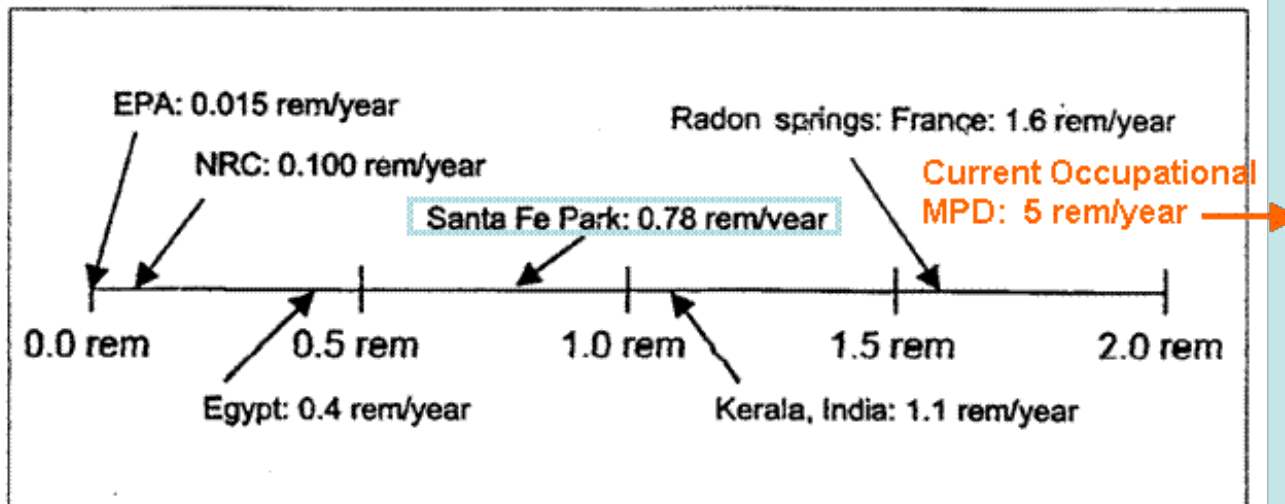 EPA: 0.015 rem/year
Radon springs: France: 1.6 rem/year
NRC: 0.100 rem/year
Current Occupational
MPD: 5 rem/year
Santa Fe Park: 0.78 rem/year
0.0 rem 0.5 rem 1.0 rem 1.5 rem 2.0 rem
Egypt: 0.4 rem/year
Kerala, India: 1.1 rem/year